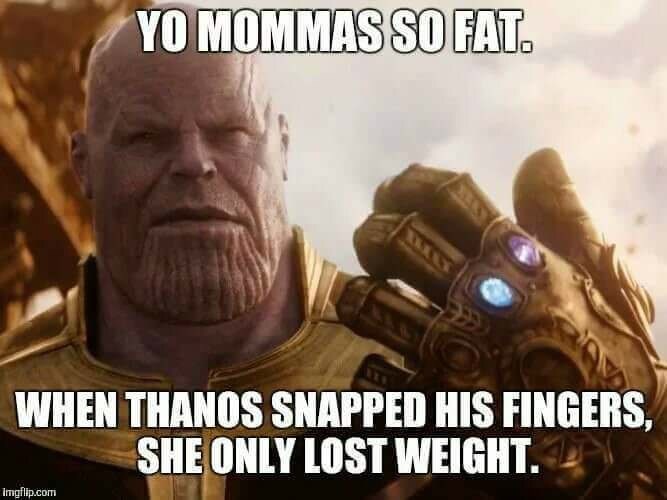 YO MOMMAS SO FAT.
WHEN THANOS SNAPPED HIS FINGERS,
SHE ONLY LOST WEIGHT.
imgflip.com